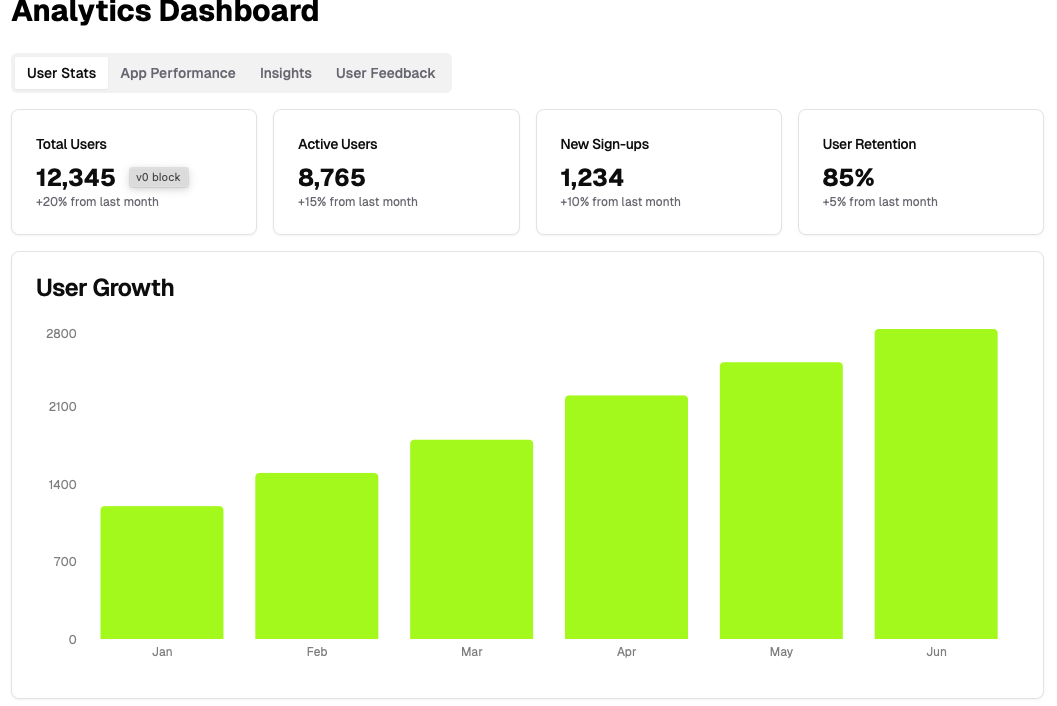 Analytics Dashboard
User Stats App Performance Insights User Feedback
Total Users
12,345 v0 block
+20% from last month
Active Users
8,765
+15% from last month
New Sign-ups
1,234
+10% from last month
User Retention
85%
+5% from last month
User Growth
2800
2100
1400
700
0
Jan Feb Mar Apr May Jun